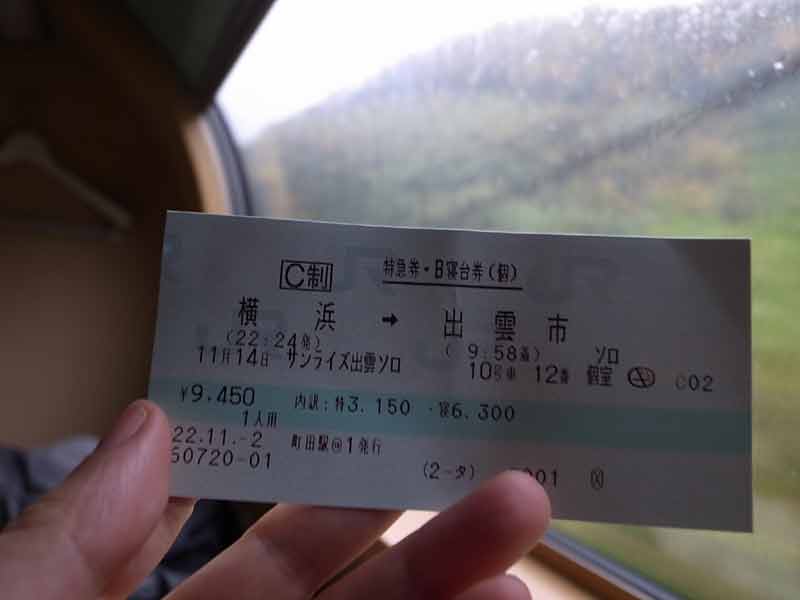 C制 特急券・B寝台券(個)
横浜 → 出雲市
(22:24発) ( 9:58着) ソロ
11月14日 サンライズ出雲ソロ 10号車 12番 個室 C02
¥9,450 内訳:特3,150・寝6,300
1人用
22.11.-2 町田駅@1発行
50720-01 (2-タ) 01